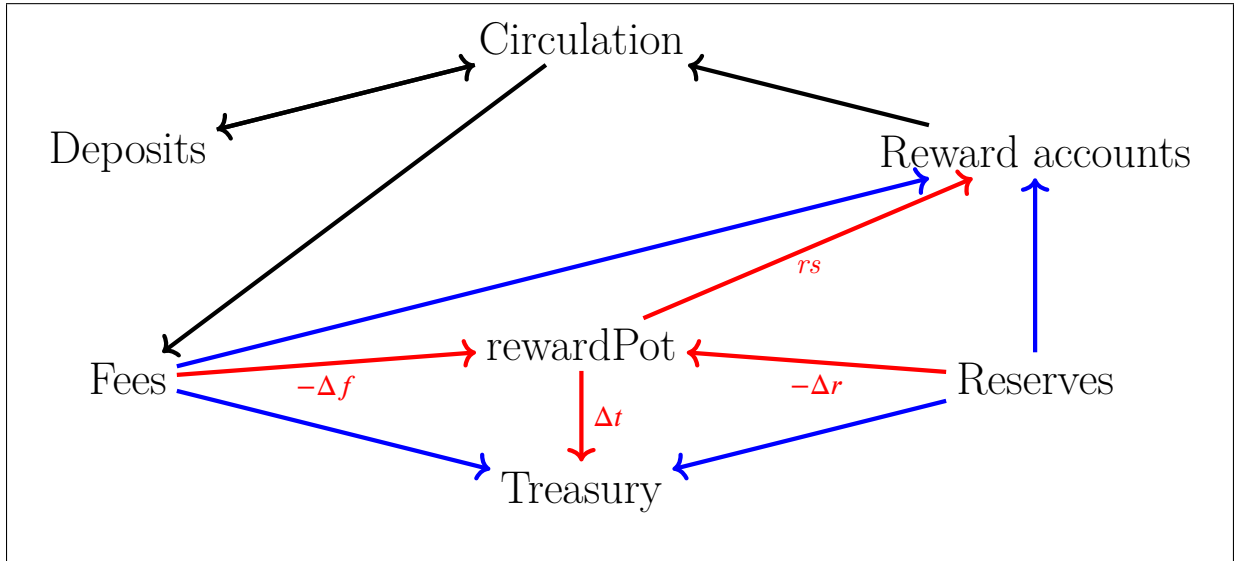 Circulation
Deposits
Reward accounts
rs
rewardPot
Fees
−Δf
−Δr
Reserves
Δt
Treasury